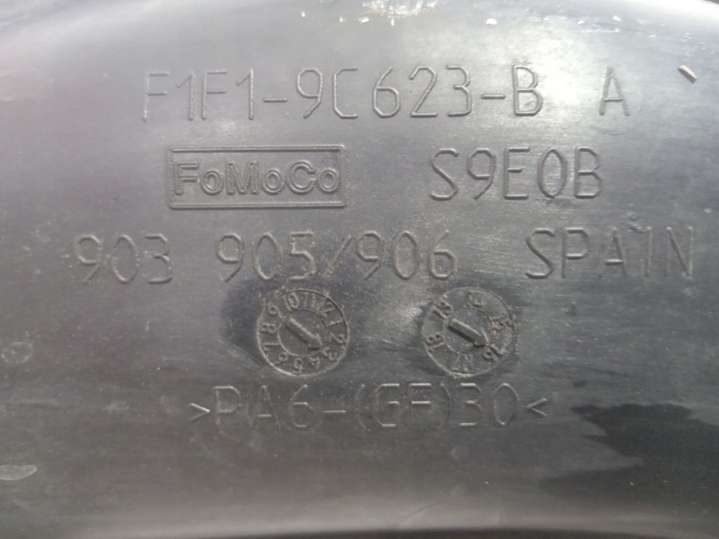 F1F1-9C623-B A
FoMoCo S9EQB
903 905/906 SPAIN
>PA6-(GF)30<